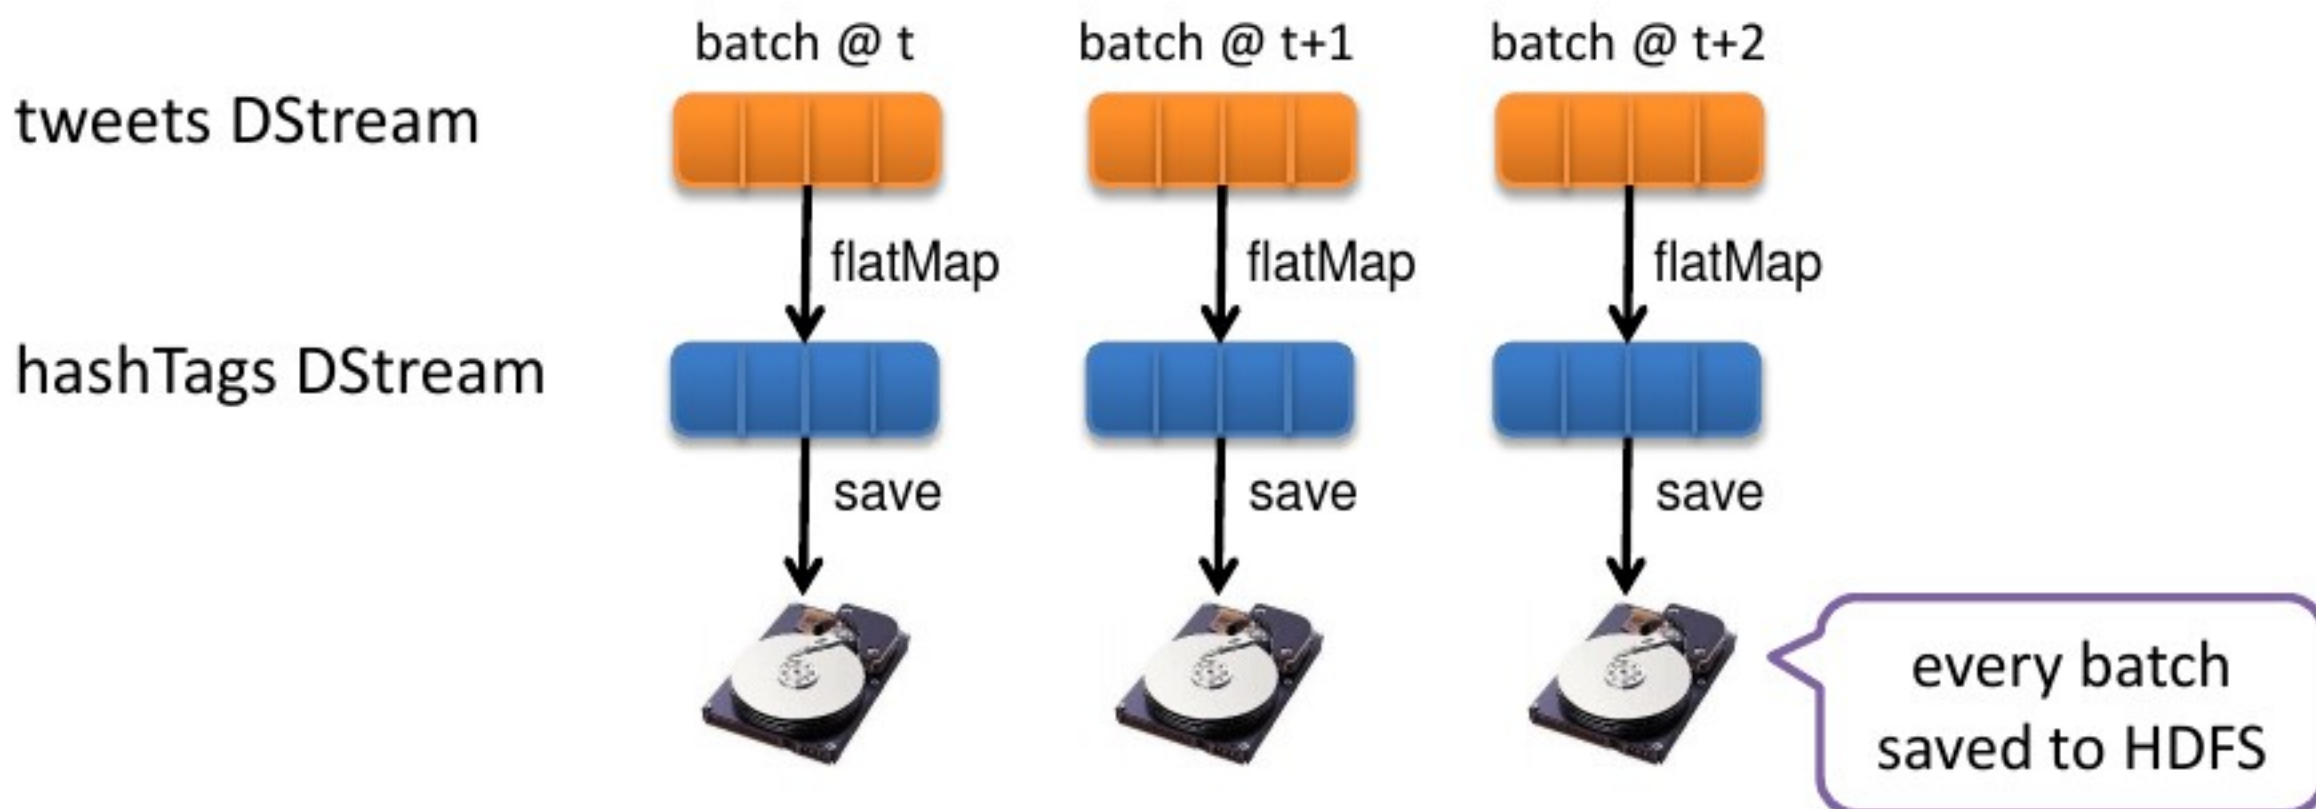 batch @ t
batch @ t+1
batch @ t+2
tweets DStream
flatMap
flatMap
flatMap
hashTags DStream
save
save
save
every batch
saved to HDFS